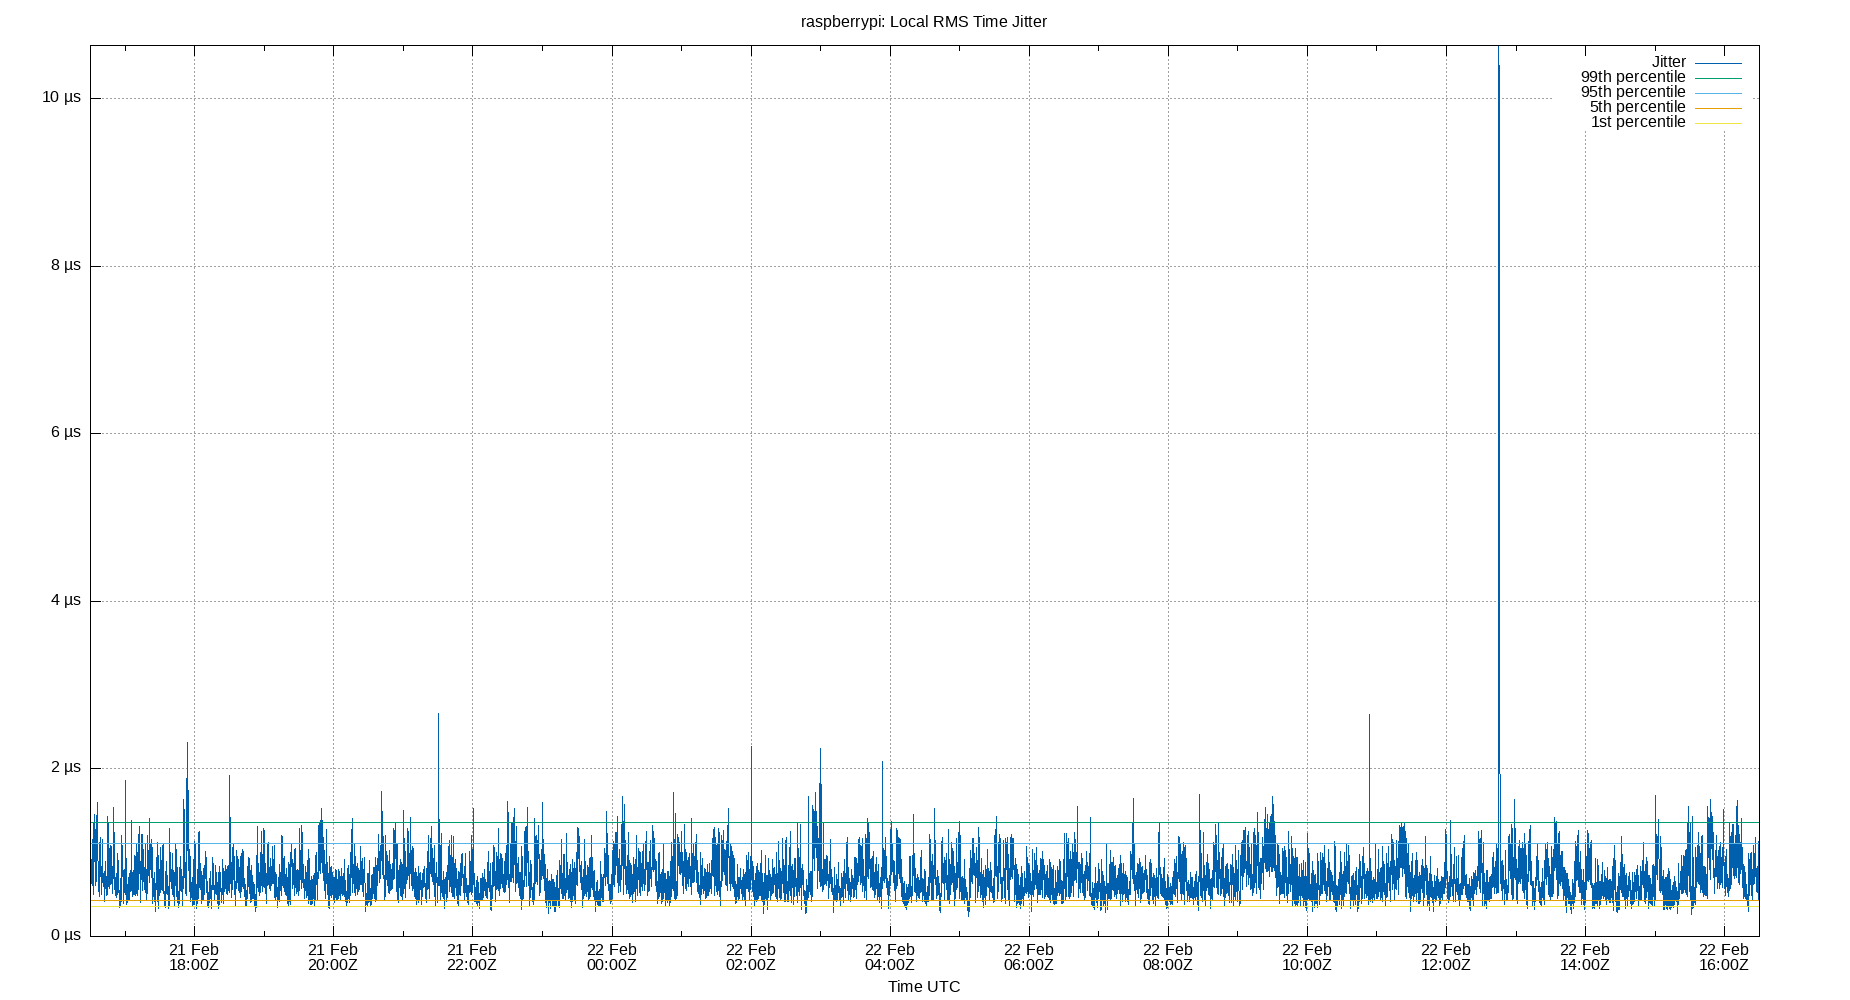 raspberrypi: Local RMS Time Jitter
Jitter
99th percentile
95th percentile
5th percentile
1st percentile
10 µs
8 µs
6 µs
4 µs
2 µs
0 µs
21 Feb 21 Feb 21 Feb 22 Feb 22 Feb 22 Feb 22 Feb 22 Feb 22 Feb 22 Feb 22 Feb 22 Feb
18:00Z 20:00Z 22:00Z 00:00Z 02:00Z 04:00Z 06:00Z 08:00Z 10:00Z 12:00Z 14:00Z 16:00Z
Time UTC